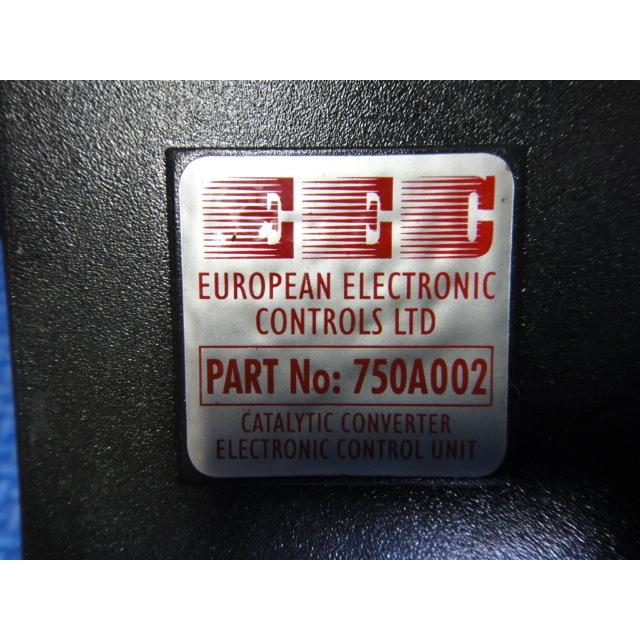 EEC
EUROPEAN ELECTRONIC
CONTROLS LTD
PART No: 750A002
CATALYTIC CONVERTER
ELECTRONIC CONTROL UNIT